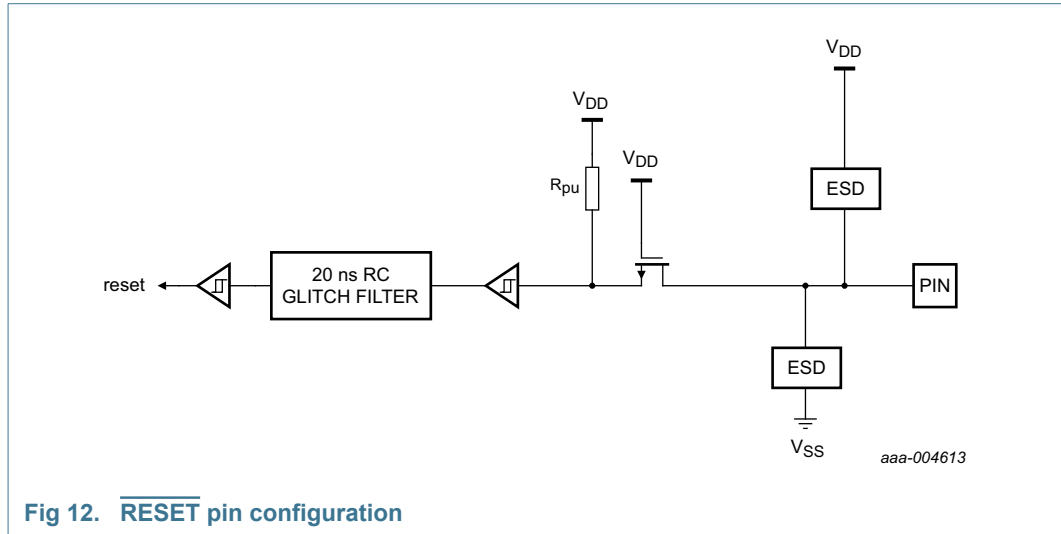 VDD
VDD
VDD
Rpu
ESD
reset
20 ns RC
GLITCH FILTER
PIN
ESD
VSS
aaa-004613
Fig 12. RESET pin configuration